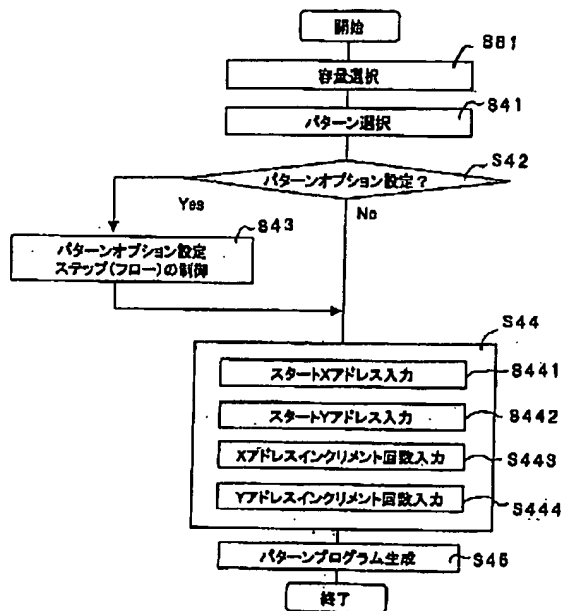 開始
S61
容量選択
S41
パターン選択
S42
パターンオプション設定?
Yes
No
S43
パターンオプション設定
ステップ(フロー)の制御
S44
スタートXアドレス入力
S441
スタートYアドレス入力
S442
Xアドレスインクリメント回数入力
S443
Yアドレスインクリメント回数入力
S444
パターンプログラム生成
S45
終了